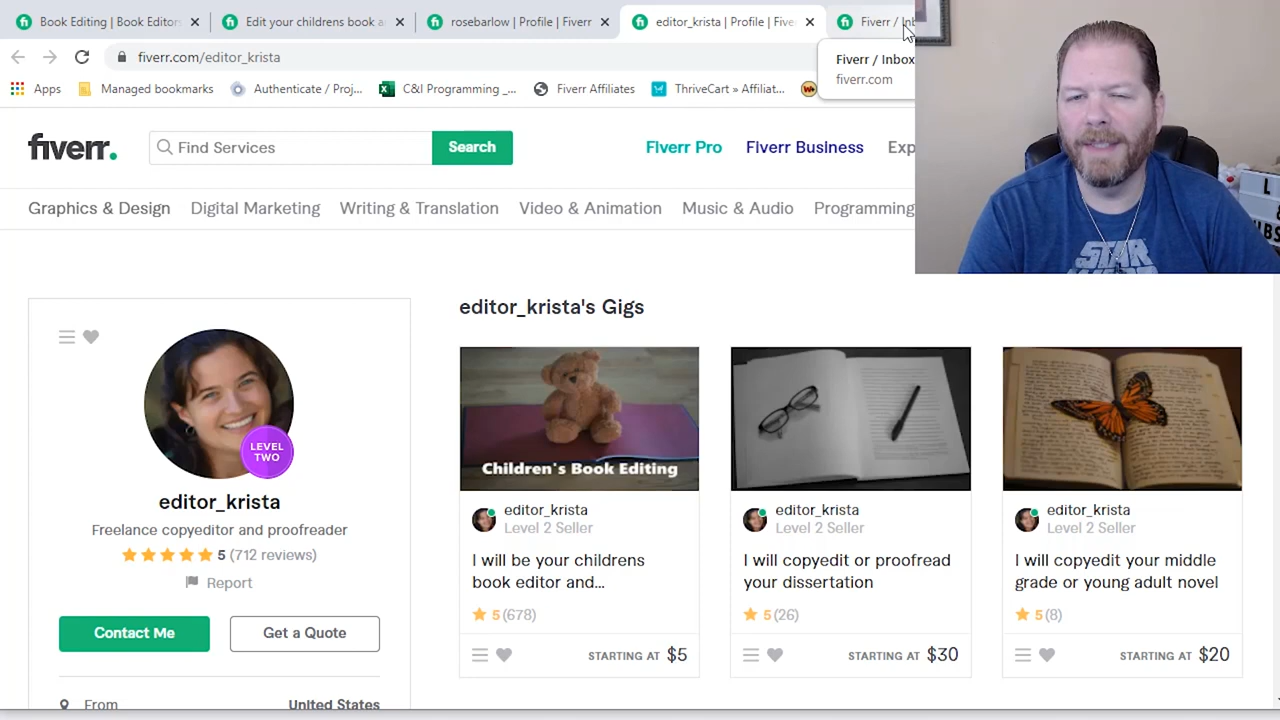 Book Editing | Book Editors
Edit your childrens book a
rosebarlow | Profile | Fiverr
editor_krista | Profile | Five
Fiverr / Inb
fiverr.com/editor_krista
Fiverr / Inbox
fiverr.com
Apps
Managed bookmarks
Authenticate / Proj...
C&I Programming _...
Fiverr Affiliates
ThriveCart » Affiliat...
fiverr.
Find Services
Search
Fiverr Pro
Fiverr Business
Exp
Graphics & Design
Digital Marketing
Writing & Translation
Video & Animation
Music & Audio
Programming
STAR
editor_krista's Gigs
LEVEL
TWO
editor_krista
Freelance copyeditor and proofreader
5 (712 reviews)
Report
Contact Me
Get a Quote
From
United States
Children's Book Editing
editor_krista
Level 2 Seller
I will be your childrens
book editor and...
5 (678)
STARTING AT $5
editor_krista
Level 2 Seller
I will copyedit or proofread
your dissertation
5 (26)
STARTING AT $30
editor_krista
Level 2 Seller
I will copyedit your middle
grade or young adult novel
5 (8)
STARTING AT $20